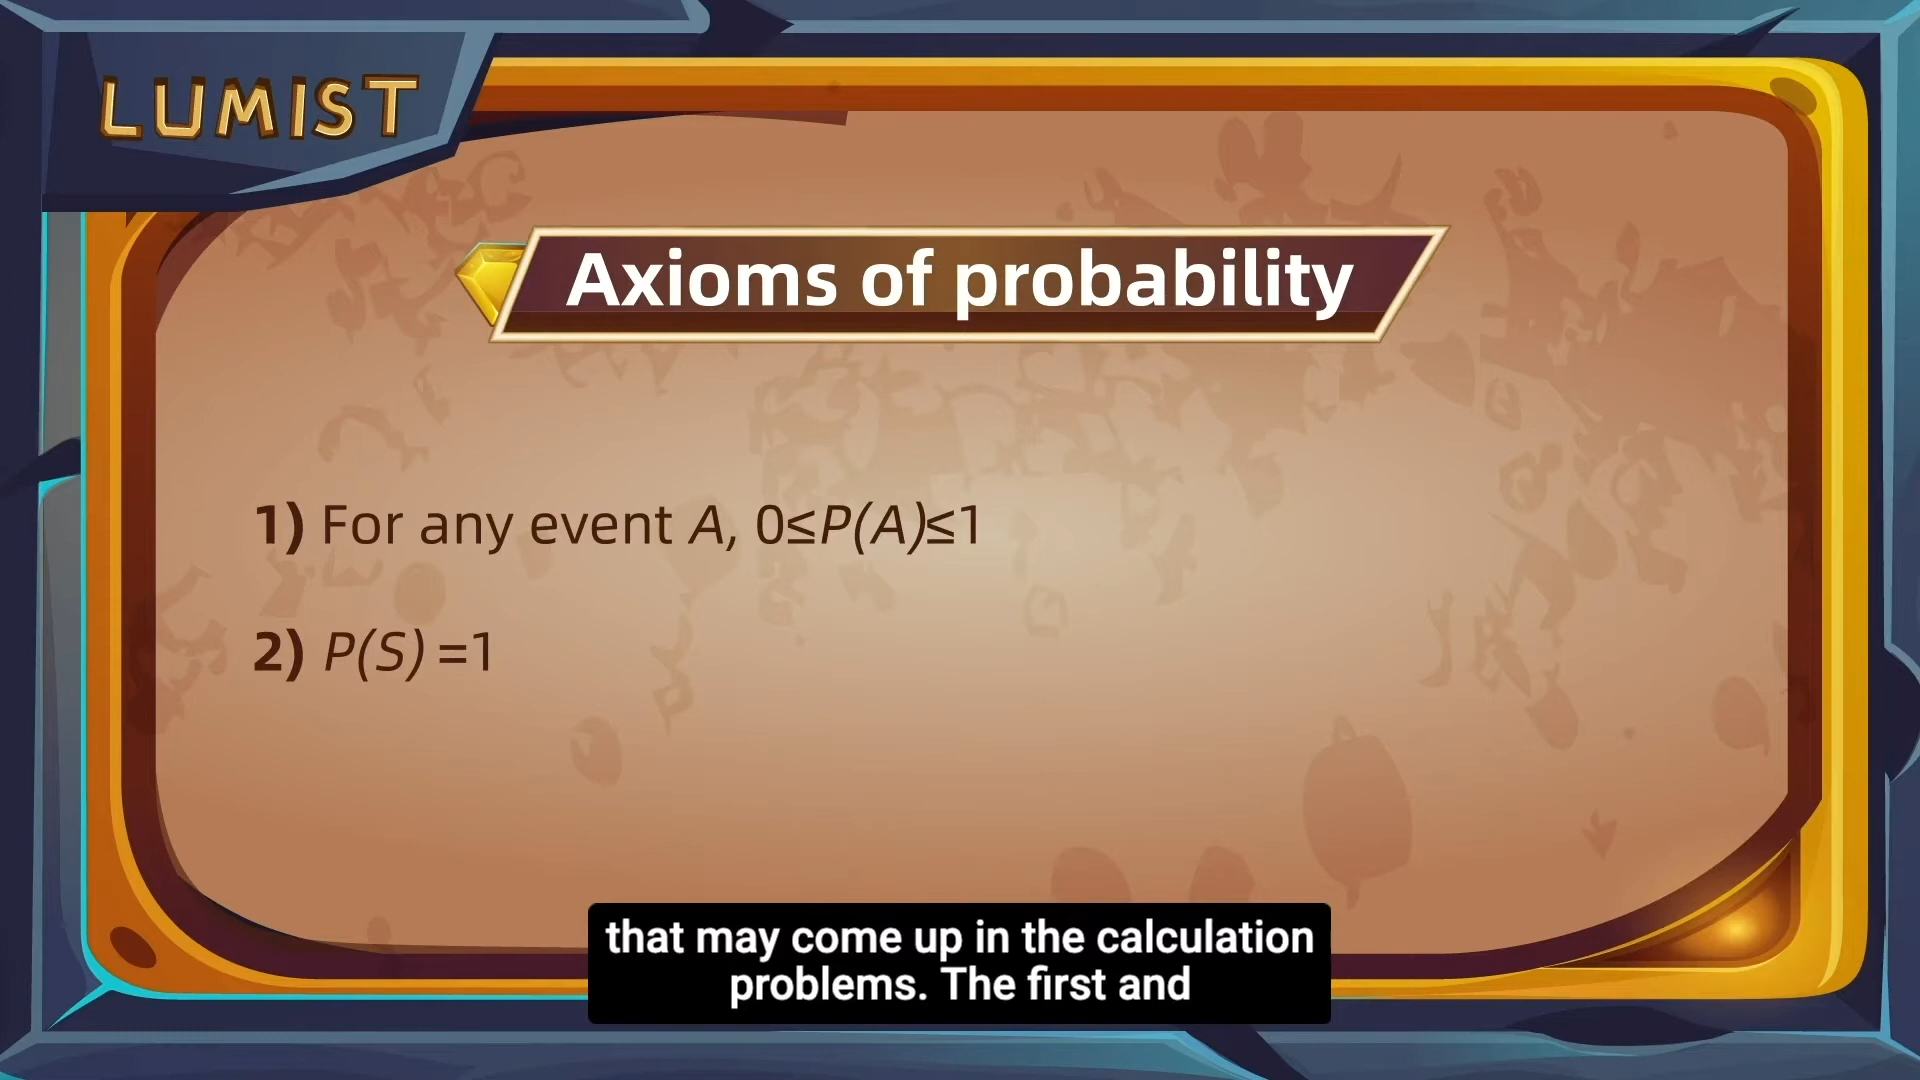 LUMIST
Axioms of probability
1) For any event A, 0≤P(A)≤1
2) P(S) =1
that may come up in the calculation
problems. The first and